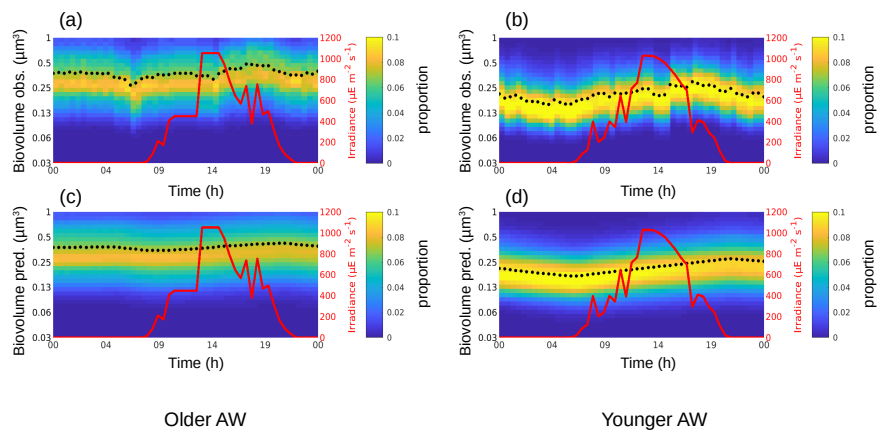 (a)
Biovolume obs. (µm³)
1
0.5
0.25
0.13
0.06
0.03
00 04 09 14 19 00
Time (h)
1200
1000
800
600
400
200
0
Irradiance (µE m⁻² s⁻¹)
0.1
0.08
0.06
0.04
0.02
0
proportion
(b)
Biovolume obs. (µm³)
1
0.5
0.25
0.13
0.06
0.03
00 04 09 14 19 00
Time (h)
1200
1000
800
600
400
200
0
Irradiance (µE m⁻² s⁻¹)
0.1
0.08
0.06
0.04
0.02
0
proportion
(c)
Biovolume pred. (µm³)
1
0.5
0.25
0.13
0.06
0.03
00 04 09 14 19 00
Time (h)
1200
1000
800
600
400
200
0
Irradiance (µE m⁻² s⁻¹)
0.1
0.08
0.06
0.04
0.02
0
proportion
(d)
Biovolume pred. (µm³)
1
0.5
0.25
0.13
0.06
0.03
00 04 09 14 19 00
Time (h)
1200
1000
800
600
400
200
0
Irradiance (µE m⁻² s⁻¹)
0.1
0.08
0.06
0.04
0.02
0
proportion
Older AW
Younger AW